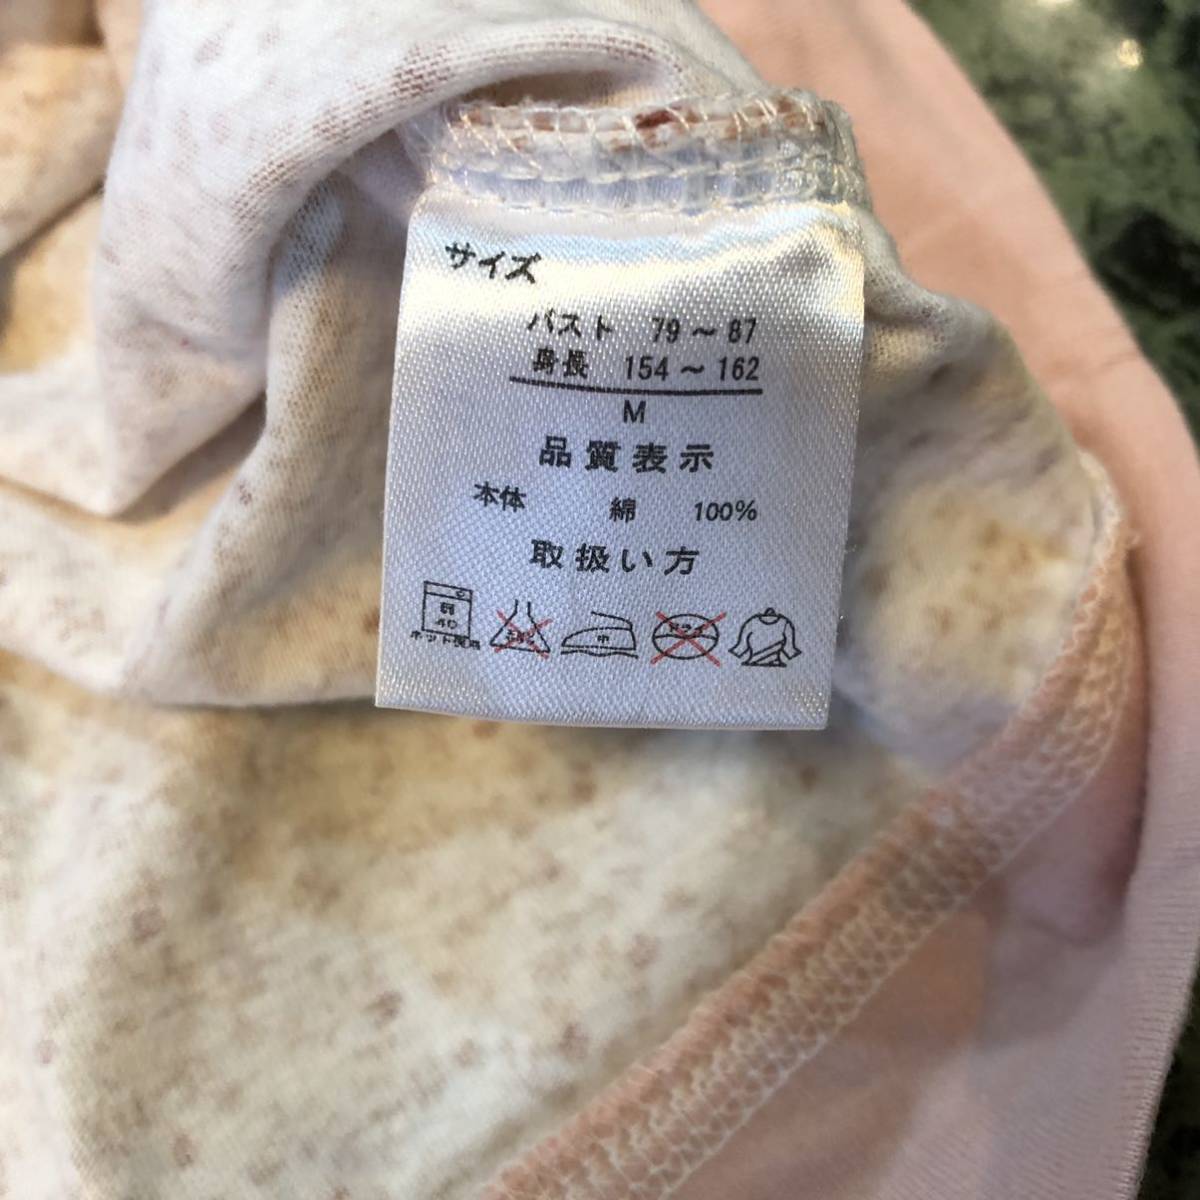 サイズ
バスト 79～87
身長 154～162
M
品質表示
本体 綿 100%
取扱い方
40 中
ネット使用